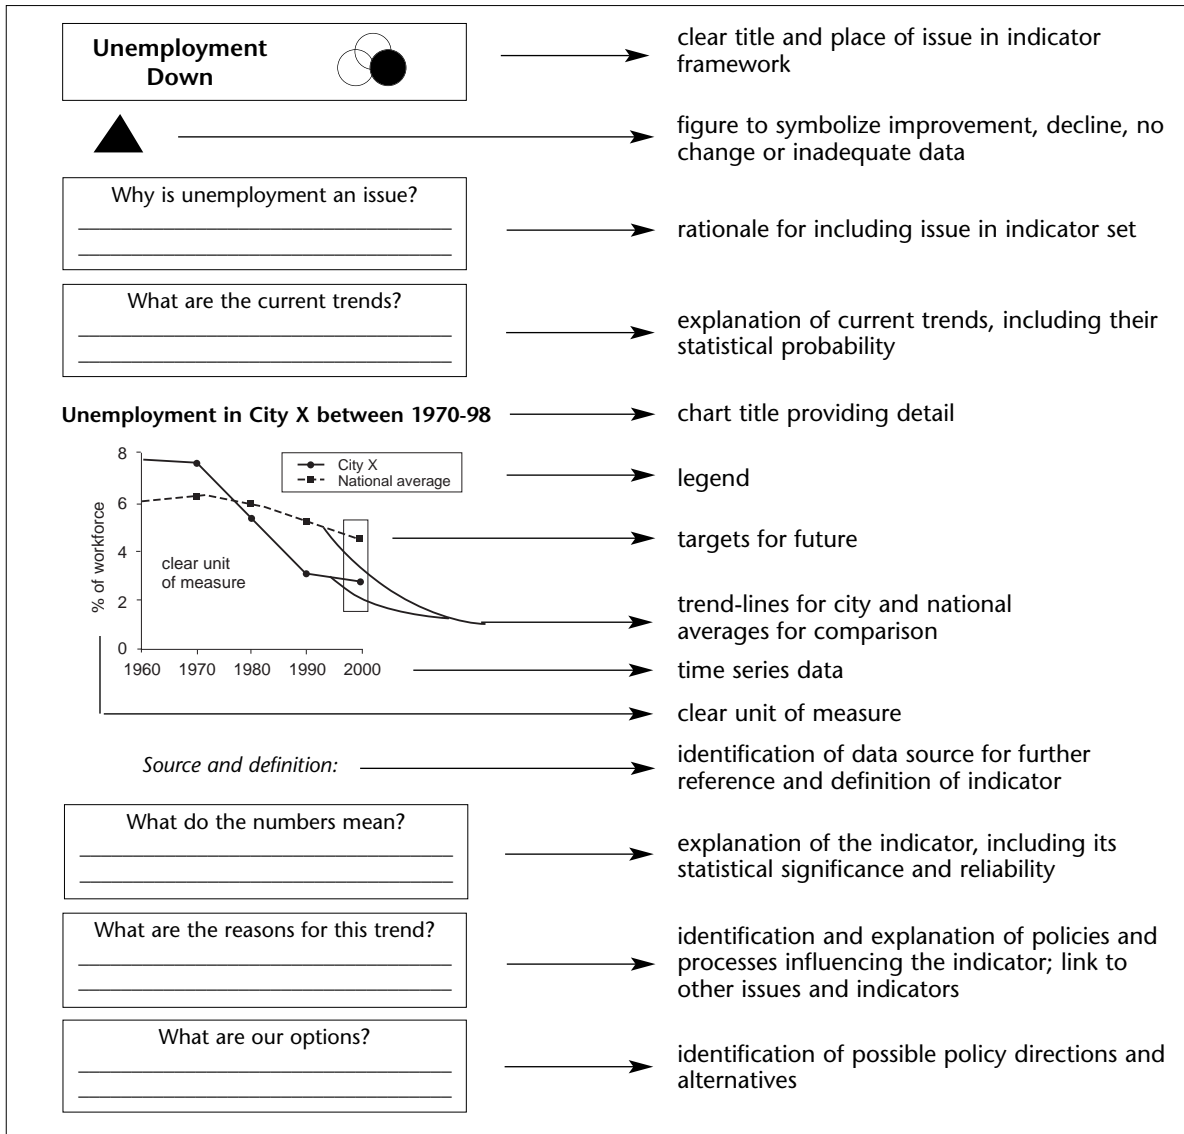 Unemployment
Down
clear title and place of issue in indicator
framework
figure to symbolize improvement, decline, no
change or inadequate data
Why is unemployment an issue?
rationale for including issue in indicator set
What are the current trends?
explanation of current trends, including their
statistical probability
Unemployment in City X between 1970-98
chart title providing detail
8
6
4
2
0
% of workforce
City X
National average
legend
clear unit
of measure
targets for future
trend-lines for city and national
averages for comparison
1960 1970 1980 1990 2000
time series data
clear unit of measure
Source and definition:
identification of data source for further
reference and definition of indicator
What do the numbers mean?
explanation of the indicator, including its
statistical significance and reliability
What are the reasons for this trend?
identification and explanation of policies and
processes influencing the indicator; link to
other issues and indicators
What are our options?
identification of possible policy directions and
alternatives